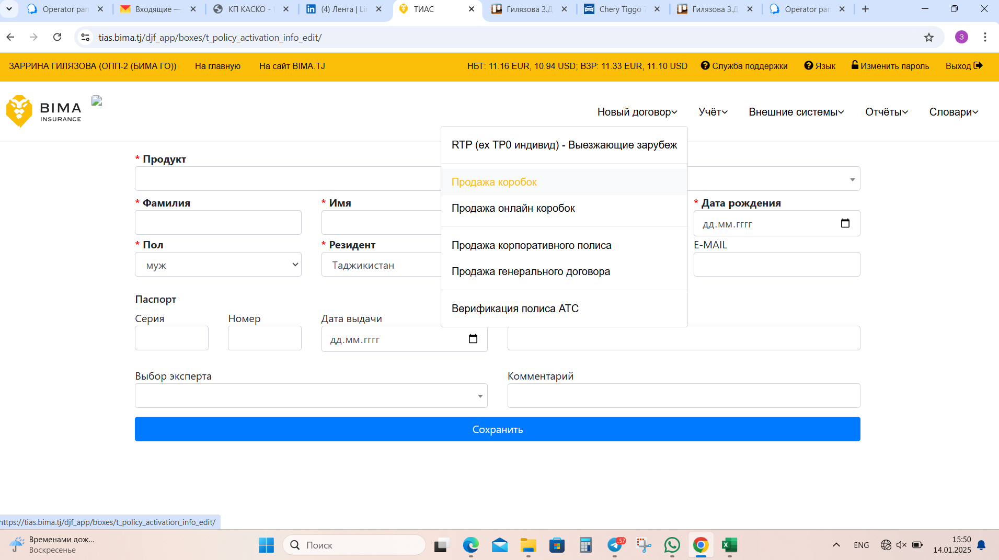 Operator pan
Входящие —
КП КАСКО -
(4) Лента | Lin
ТИАС
Гилязова З.Д
Chery Tiggo 7
Гилязова З.Д
Operator pan
tias.bima.tj/djf_app/boxes/t_policy_activation_info_edit/
З
ЗАРРИНА ГИЛЯЗОВА (ОПП-2 (БИМА ГО))
На главную
На сайт BIMA.TJ
НБТ: 11.16 EUR, 10.94 USD; ВЗР: 11.33 EUR, 11.10 USD
Служба поддержки
Язык
Изменить пароль
Выход
BIMA
INSURANCE
Новый договор
Учёт
Внешние системы
Отчёты
Словари
RTP (ex TP0 индивид) - Выезжающие зарубеж
Продажа коробок
Продажа онлайн коробок
Продажа корпоративного полиса
Продажа генерального договора
Верификация полиса АТС
* Продукт
* Фамилия
* Имя
* Дата рождения
дд.мм.гггг
* Пол
* Резидент
E-MAIL
муж
Таджикистан
Паспорт
Серия
Номер
Дата выдачи
дд.мм.гггг
Выбор эксперта
Комментарий
Сохранить
https://tias.bima.tj/djf_app/boxes/t_policy_activation_info_edit/
Временами дож...
Воскресенье
Поиск
57
ENG
15:50
14.01.2025